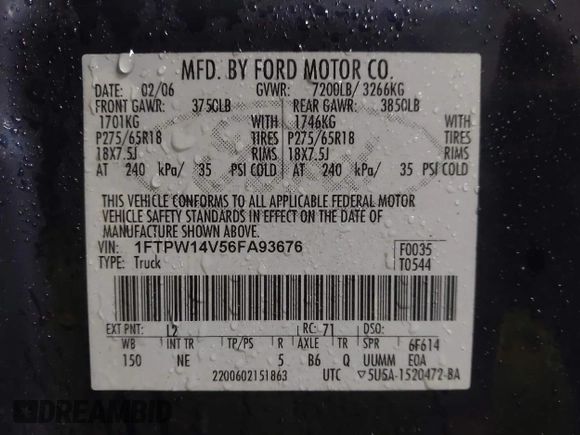 MFD. BY FORD MOTOR CO.
DATE: 02/06 GVWR: 7200LB/ 3266KG
FRONT GAWR: 3750LB REAR GAWR: 3850LB
1701KG WITH 1746KG WITH
P275/65R18 TIRES P275/65R18 TIRES
18X7.5J RIMS 18X7.5J RIMS
AT 240 kPa/ 35 PSI COLD AT 240 kPa/ 35 PSI COLD
THIS VEHICLE CONFORMS TO ALL APPLICABLE FEDERAL MOTOR
VEHICLE SAFETY STANDARDS IN EFFECT ON THE DATE OF
MANUFACTURE SHOWN ABOVE.
VIN: 1FTPW14V56FA93676 F0035
TYPE: Truck T0544
EXT PNT: L2 RC: 71 DSO:
WB INT TR TP/PS R AXLE TR SPR 6F614
150 NE 5 B6 Q UUMM EOA
2200602151863 UTC ▽5USA-1520472-BA
DREAMBID